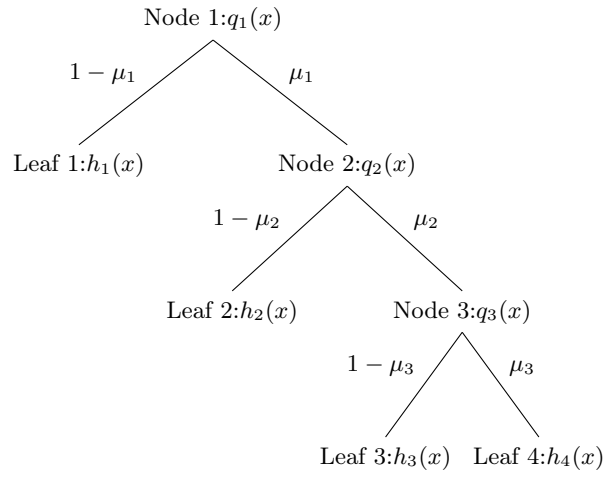 Node 1:q₁(x)
1 − μ₁ μ₁
Leaf 1:h₁(x) Node 2:q₂(x)
1 − μ₂ μ₂
Leaf 2:h₂(x) Node 3:q₃(x)
1 − μ₃ μ₃
Leaf 3:h₃(x) Leaf 4:h₄(x)